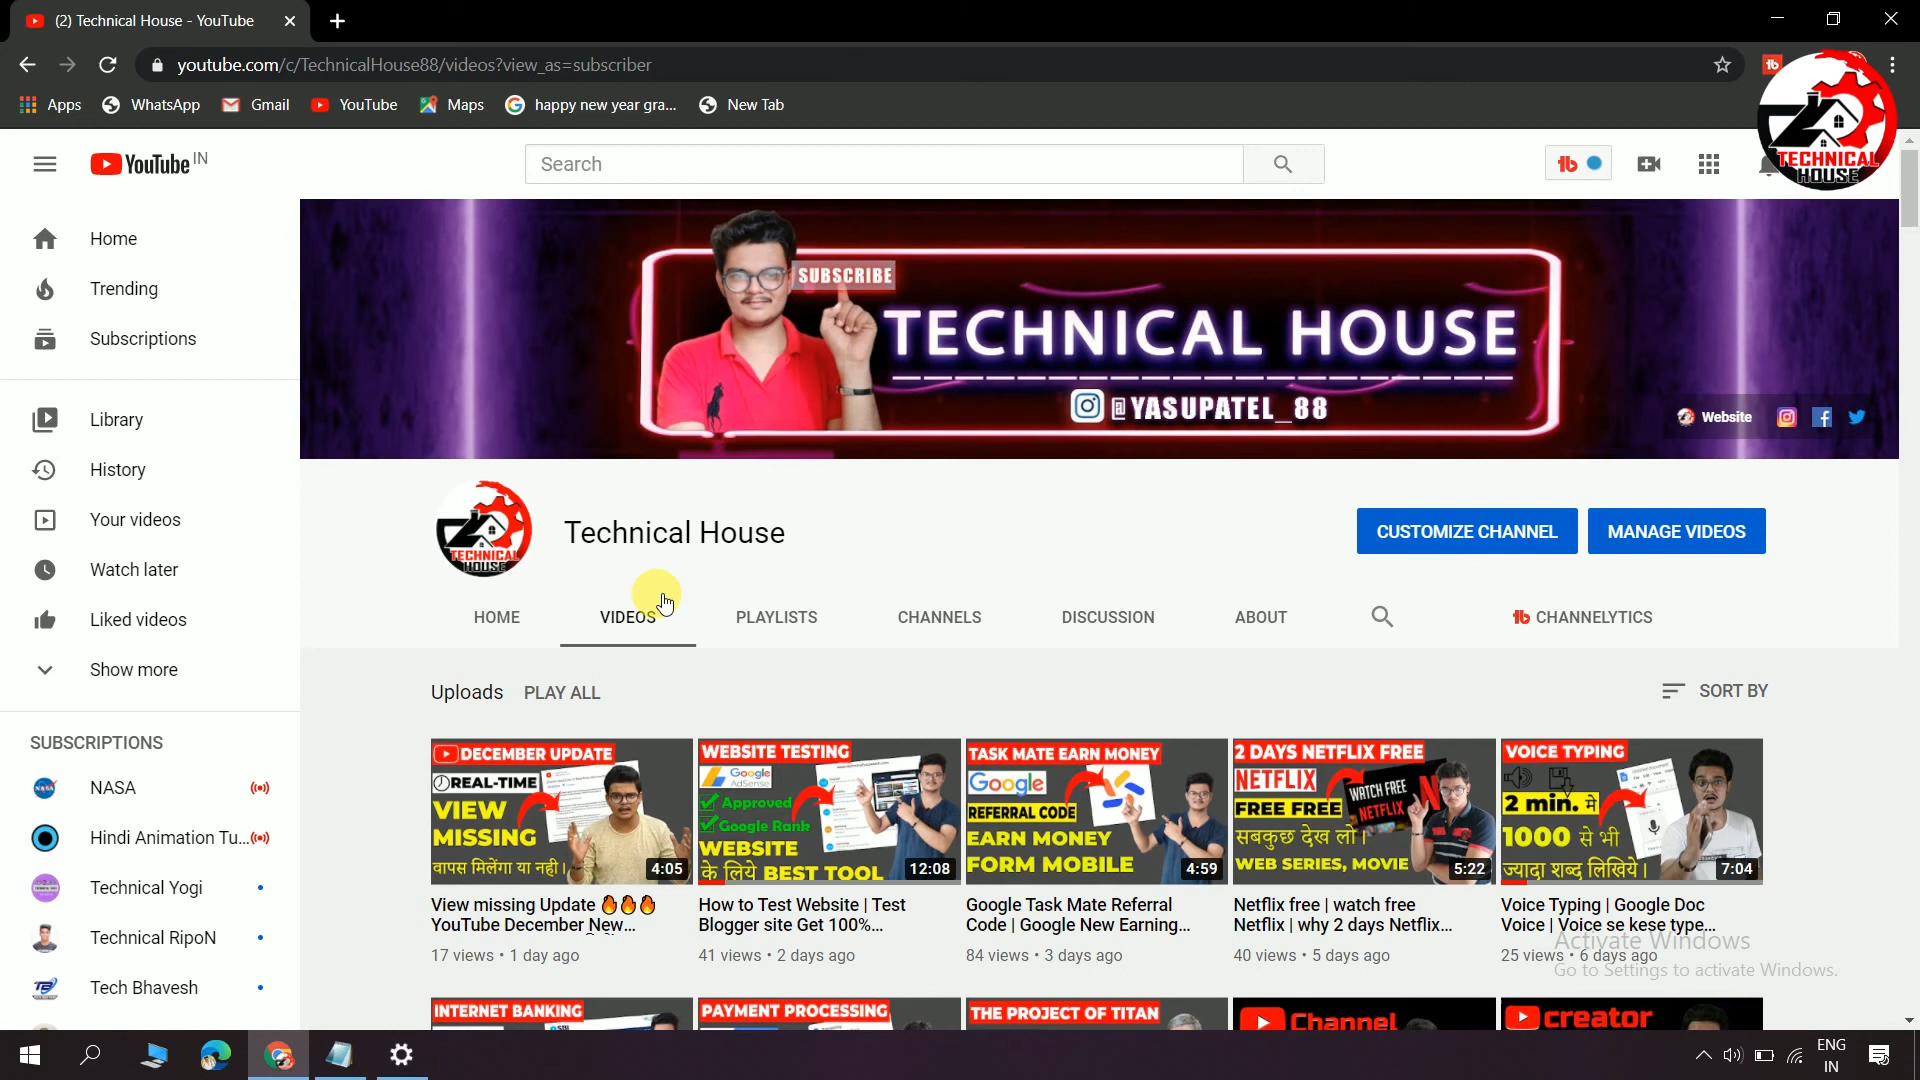 (2) Technical House - YouTube
youtube.com/c/TechnicalHouse88/videos?view_as=subscriber
Apps WhatsApp Gmail YouTube Maps happy new year gra... New Tab
TECHNICAL
HOUSE
YouTube IN
Search
Home
Trending
Subscriptions
Library
History
Your videos
Watch later
Liked videos
Show more
SUBSCRIPTIONS
NASA
Hindi Animation Tu...
Technical Yogi
Technical RipoN
Tech Bhavesh
SUBSCRIBE
TECHNICAL HOUSE
@YASUPATEL_88
Website
TECHNICAL
HOUSE
Technical House
CUSTOMIZE CHANNEL MANAGE VIDEOS
HOME VIDEOS PLAYLISTS CHANNELS DISCUSSION ABOUT CHANNELYTICS
Uploads PLAY ALL SORT BY
DECEMBER UPDATE
REAL-TIME
VIEW
MISSING
वापस मिलेंगा या नही।
4:05
View missing Update 🔥🔥🔥
YouTube December New...
17 views • 1 day ago
WEBSITE TESTING
Google
AdSense
Approved
Google Rank
WEBSITE
के लिये BEST TOOL
12:08
How to Test Website | Test
Blogger site Get 100%...
41 views • 2 days ago
TASK MATE EARN MONEY
Google
REFERRAL CODE
EARN MONEY
FORM MOBILE
4:59
Google Task Mate Referral
Code | Google New Earning...
84 views • 3 days ago
2 DAYS NETFLIX FREE
NETFLIX
FREE FREE
WATCH FREE
NETFLIX
सबकुछ देख लो।
WEB SERIES, MOVIE
5:22
Netflix free | watch free
Netflix | why 2 days Netflix...
40 views • 5 days ago
VOICE TYPING
2 min. मे
1000 से भी
ज्यादा शब्द लिखिये।
7:04
Voice Typing | Google Doc
Voice | Voice se kese type...
25 views • 6 days ago
Activate Windows
Go to Settings to activate Windows.
INTERNET BANKING
PAYMENT PROCESSING
THE PROJECT OF TITAN
Channel
creator
ENG
IN